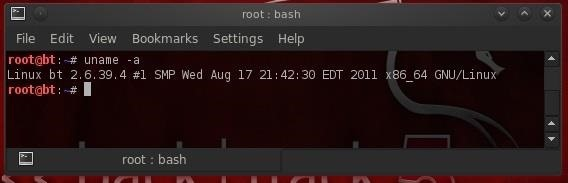 root : bash
File Edit View Bookmarks Settings Help
root@bt:~# uname -a
Linux bt 2.6.39.4 #1 SMP Wed Aug 17 21:42:30 EDT 2011 x86_64 GNU/Linux
root@bt:~#
root : bash